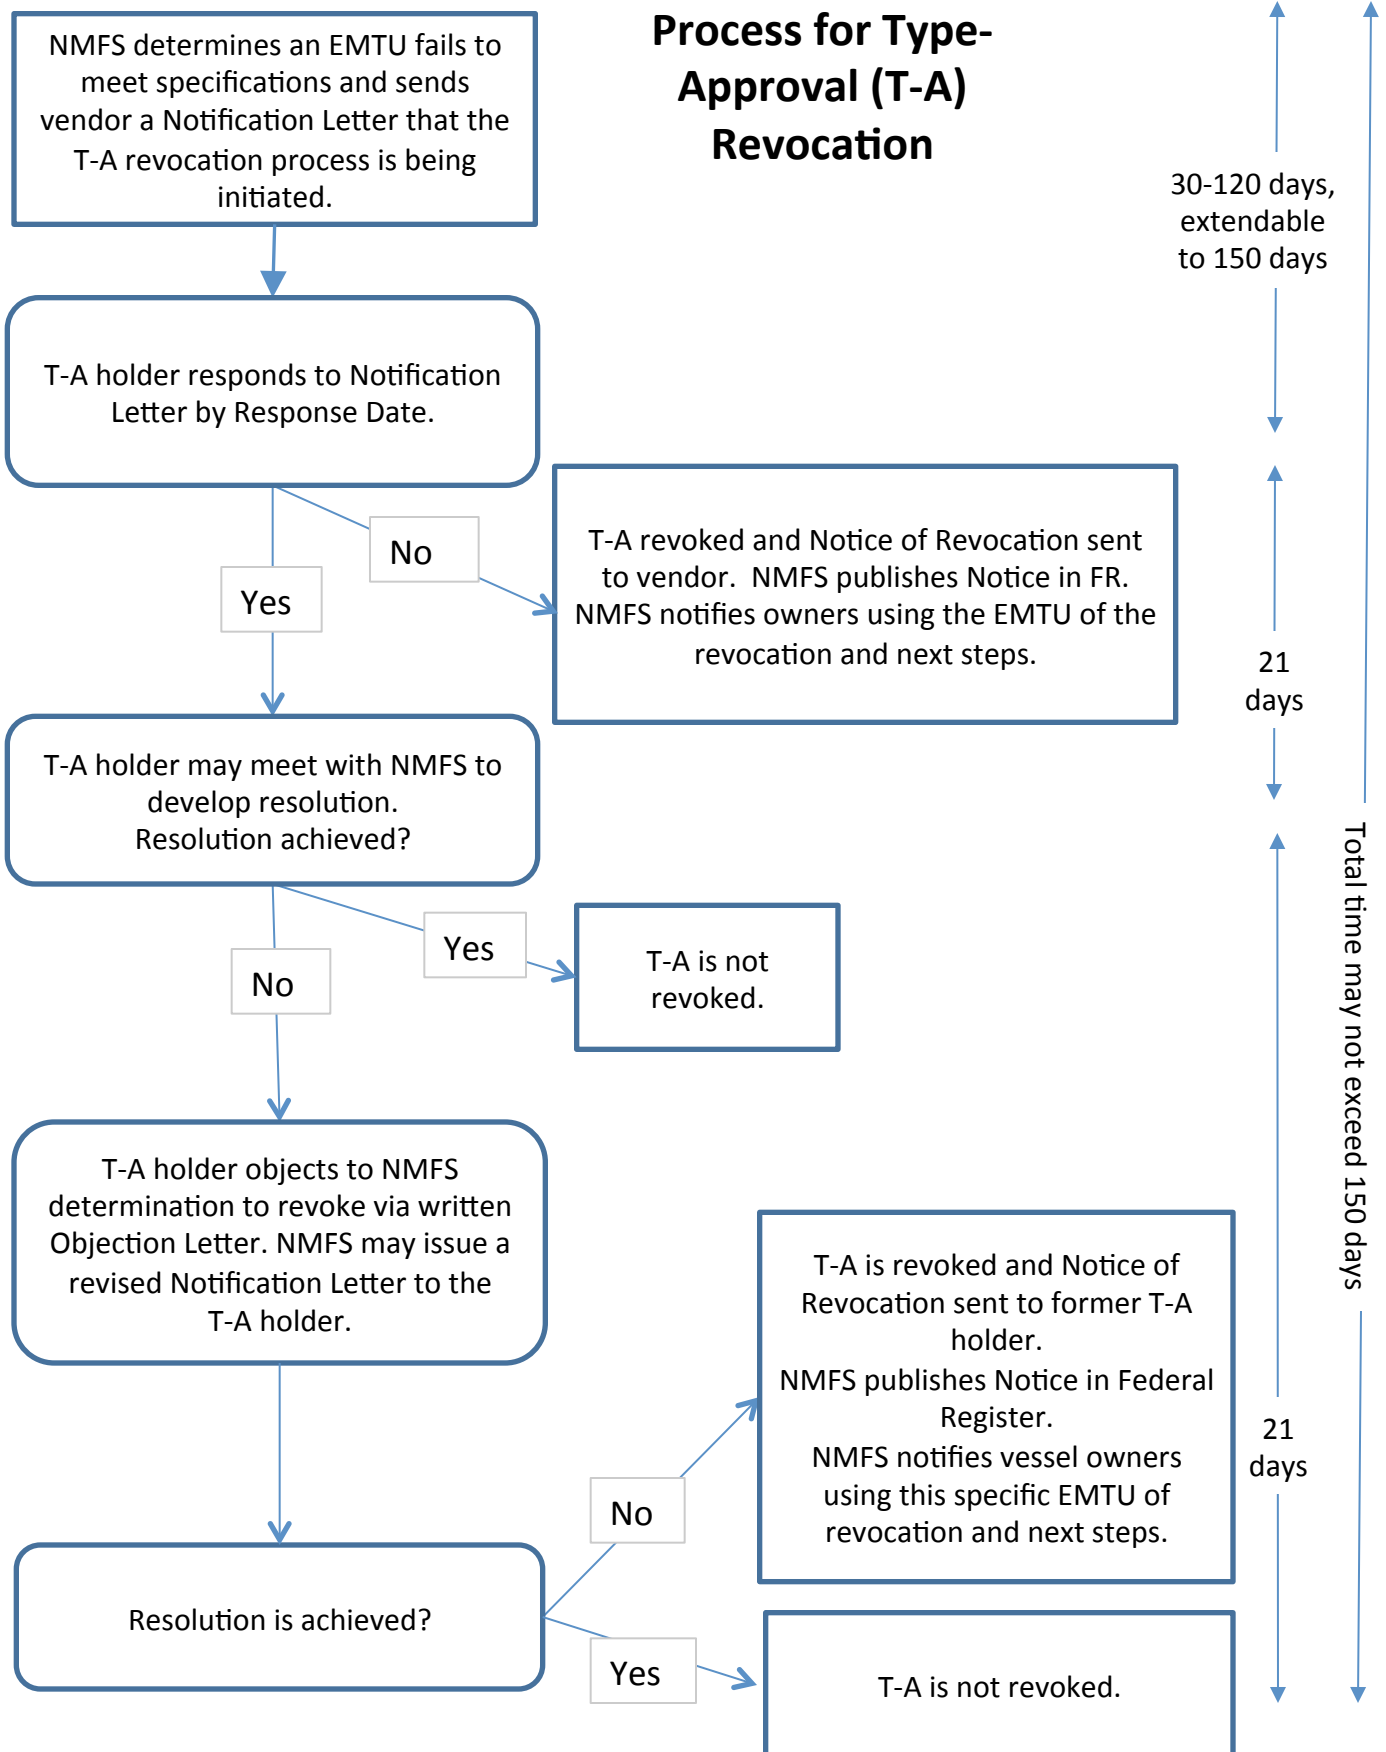 Process for Type-
Approval (T-A)
Revocation
NMFS determines an EMTU fails to
meet specifications and sends
vendor a Notification Letter that the
T-A revocation process is being
initiated.
30-120 days,
extendable
to 150 days
T-A holder responds to Notification
Letter by Response Date.
No
Yes
T-A revoked and Notice of Revocation sent
to vendor.  NMFS publishes Notice in FR.
NMFS notifies owners using the EMTU of the
revocation and next steps.
21
days
T-A holder may meet with NMFS to
develop resolution.
Resolution achieved?
Yes
No
T-A is not
revoked.
Total time may not exceed 150 days
T-A holder objects to NMFS
determination to revoke via written
Objection Letter. NMFS may issue a
revised Notification Letter to the
T-A holder.
T-A is revoked and Notice of
Revocation sent to former T-A
holder.
NMFS publishes Notice in Federal
Register.
NMFS notifies vessel owners
using this specific EMTU of
revocation and next steps.
21
days
No
Resolution is achieved?
Yes
T-A is not revoked.